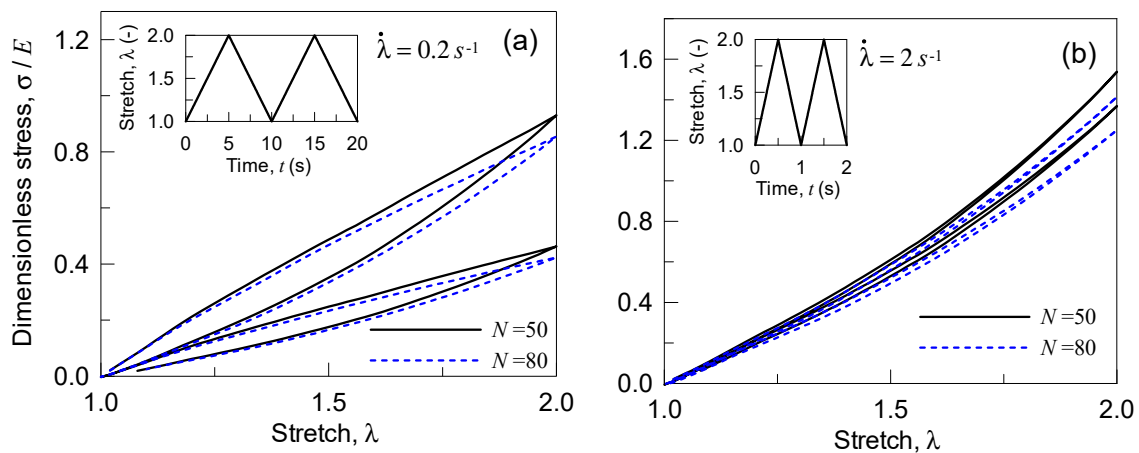 (a)
λ̇ = 0.2 s⁻¹
Dimensionless stress, σ / E
1.2
0.8
0.4
0.0
1.0
1.5
2.0
Stretch, λ
Stretch, λ (-)
2.0
1.5
1.0
0 5 10 15 20
Time, t (s)
N =50
N =80
(b)
λ̇ = 2 s⁻¹
1.6
1.2
0.8
0.4
0.0
1.0
1.5
2.0
Stretch, λ
Stretch, λ (-)
2.0
1.5
1.0
0 1 2
Time, t (s)
N =50
N =80